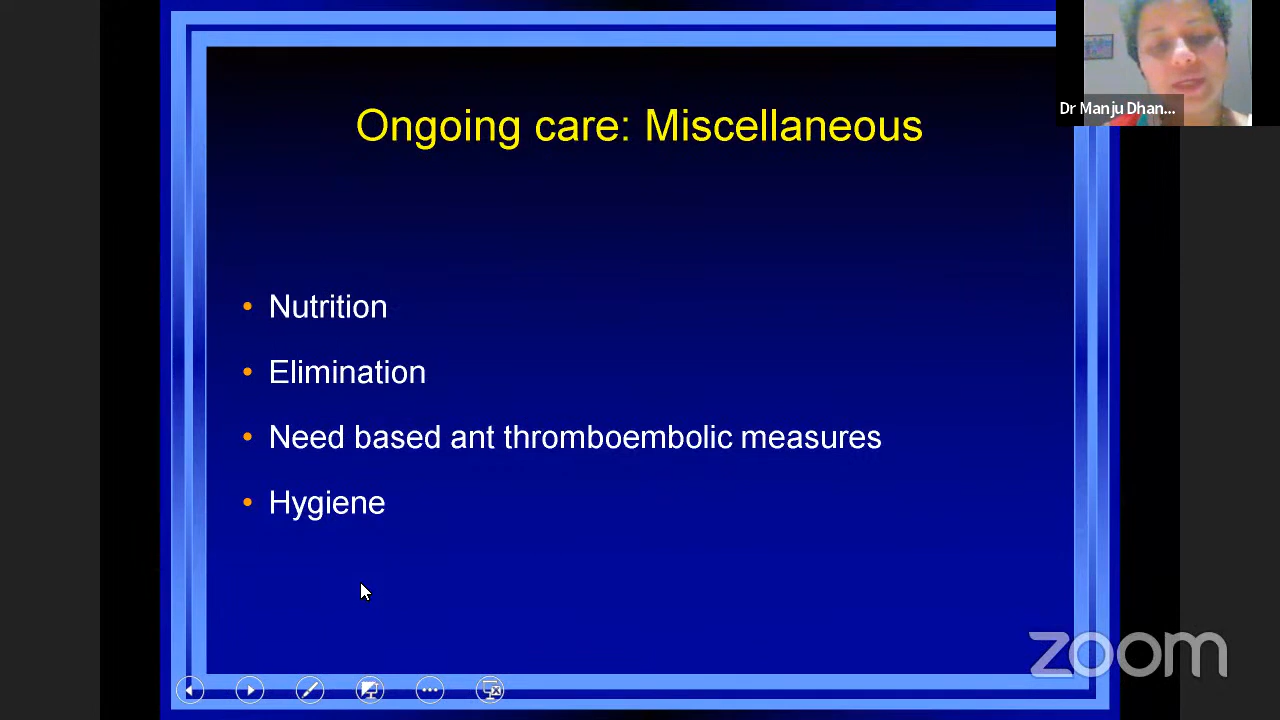 Dr Manju Dhan...
Ongoing care: Miscellaneous
• Nutrition
• Elimination
• Need based ant thromboembolic measures
• Hygiene
zoom